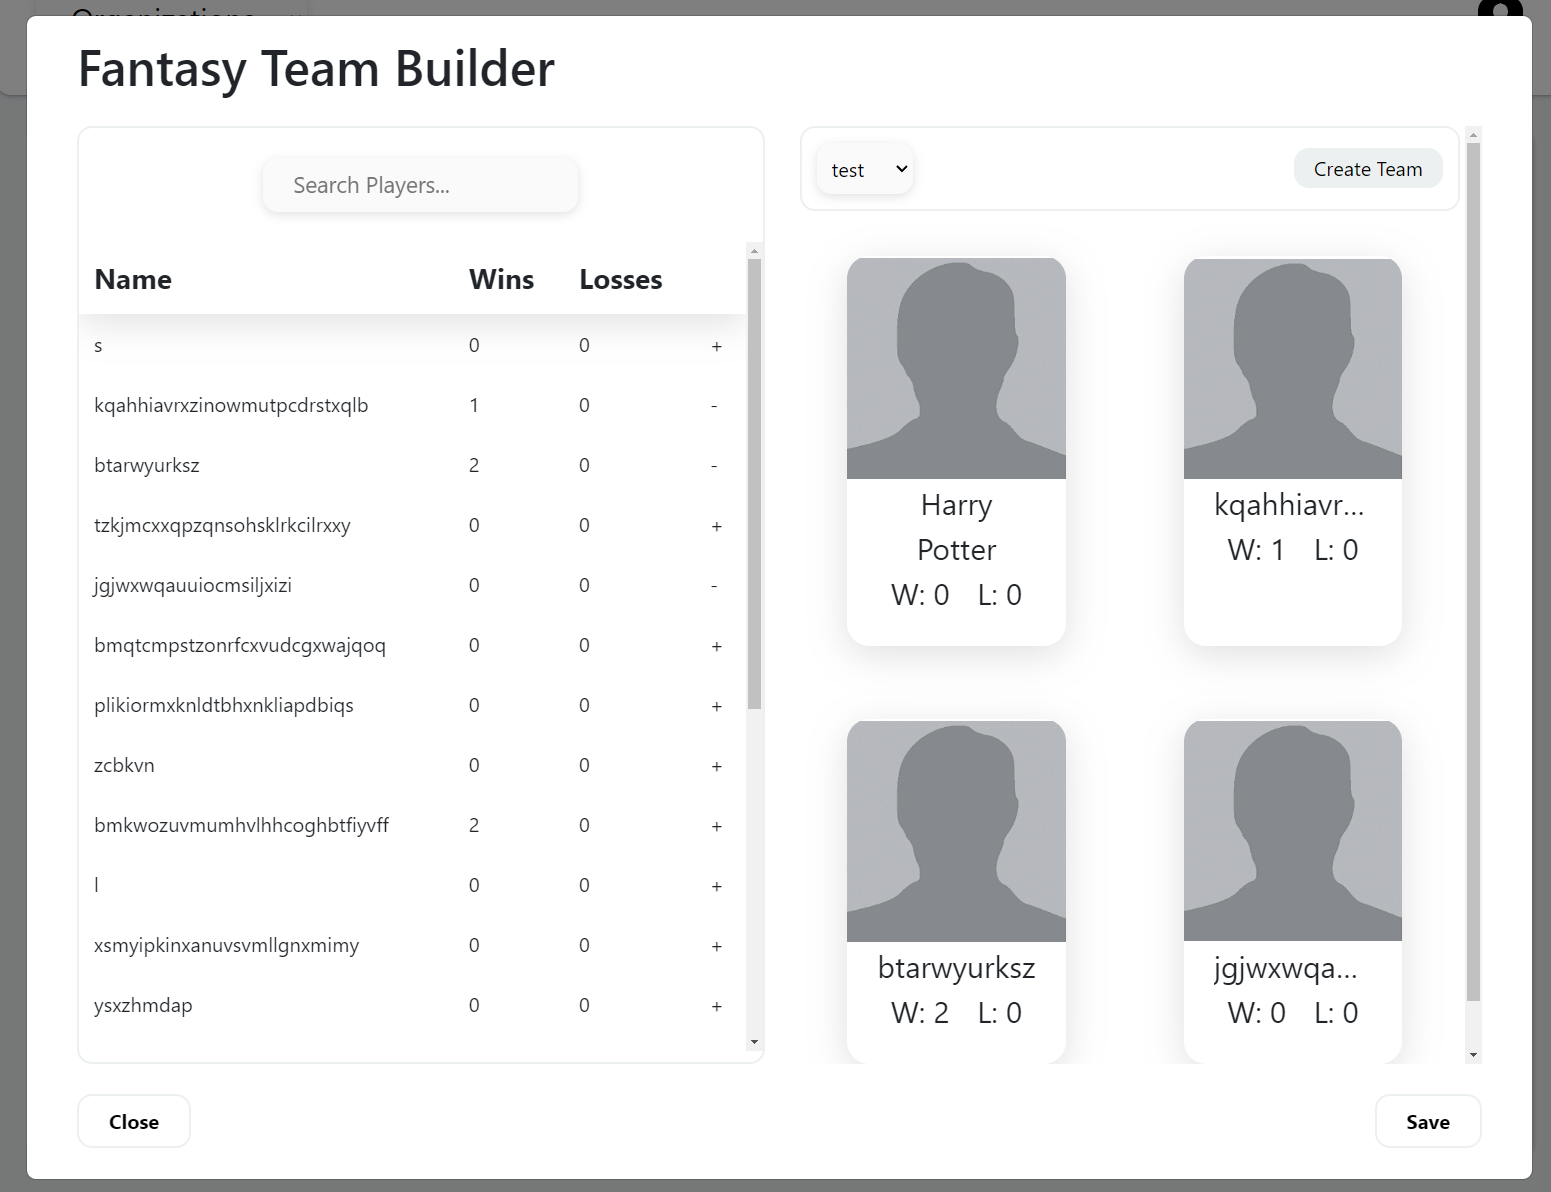 Organizations
Fantasy Team Builder
Search Players...
Name Wins Losses
s 0 0 +
kqahhiavrxzinowmutpcdrstxqlb 1 0 -
btarwyurksz 2 0 -
tzkjmcxxqpzqnsohsklrkcilrxxy 0 0 +
jgjwxwqauuiocmsiljxizi 0 0 -
bmqtcmpstzonrfcxvudcgxwajqoq 0 0 +
plikiormxknldtbhxnkliapdbiqs 0 0 +
zcbkvn 0 0 +
bmkwozuvmumhvlhhcoghbtfiyvff 2 0 +
l 0 0 +
xsmyipkinxanuvsvmllgnxmimy 0 0 +
ysxzhmdap 0 0 +
test
Create Team
Harry
Potter
W: 0 L: 0
kqahhiavr...
W: 1 L: 0
btarwyurksz
W: 2 L: 0
jgjwxwqa...
W: 0 L: 0
Close
Save